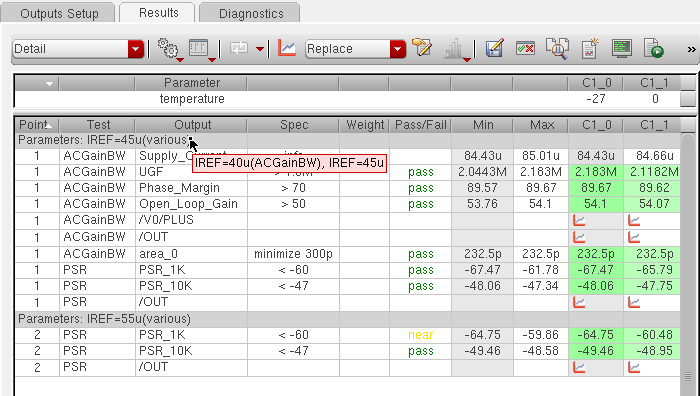 Outputs Setup Results Diagnostics
Detail Replace »
Parameter C1_0 C1_1
temperature -27 0
Point Test Output Spec Weight Pass/Fail Min Max C1_0 C1_1
Parameters: IREF=45u(various)
1 ACGainBW Supply_C info 84.43u 85.01u 84.43u 84.66u
IREF=40u(ACGainBW), IREF=45u
1 ACGainBW UGF pass 2.0443M 2.183M 2.183M 2.1182M
1 ACGainBW Phase_Margin > 70 pass 89.57 89.67 89.67 89.62
1 ACGainBW Open_Loop_Gain > 50 pass 53.76 54.1 54.1 54.07
1 ACGainBW /V0/PLUS
1 ACGainBW /OUT
1 ACGainBW area_0 minimize 300p pass 232.5p 232.5p 232.5p 232.5p
1 PSR PSR_1K < -60 pass -67.47 -61.78 -67.47 -65.79
1 PSR PSR_10K < -47 pass -48.06 -47.34 -48.06 -47.75
1 PSR /OUT
Parameters: IREF=55u(various)
2 PSR PSR_1K < -60 near -64.75 -59.86 -64.75 -60.48
2 PSR PSR_10K < -47 pass -49.46 -48.58 -49.46 -48.95
2 PSR /OUT